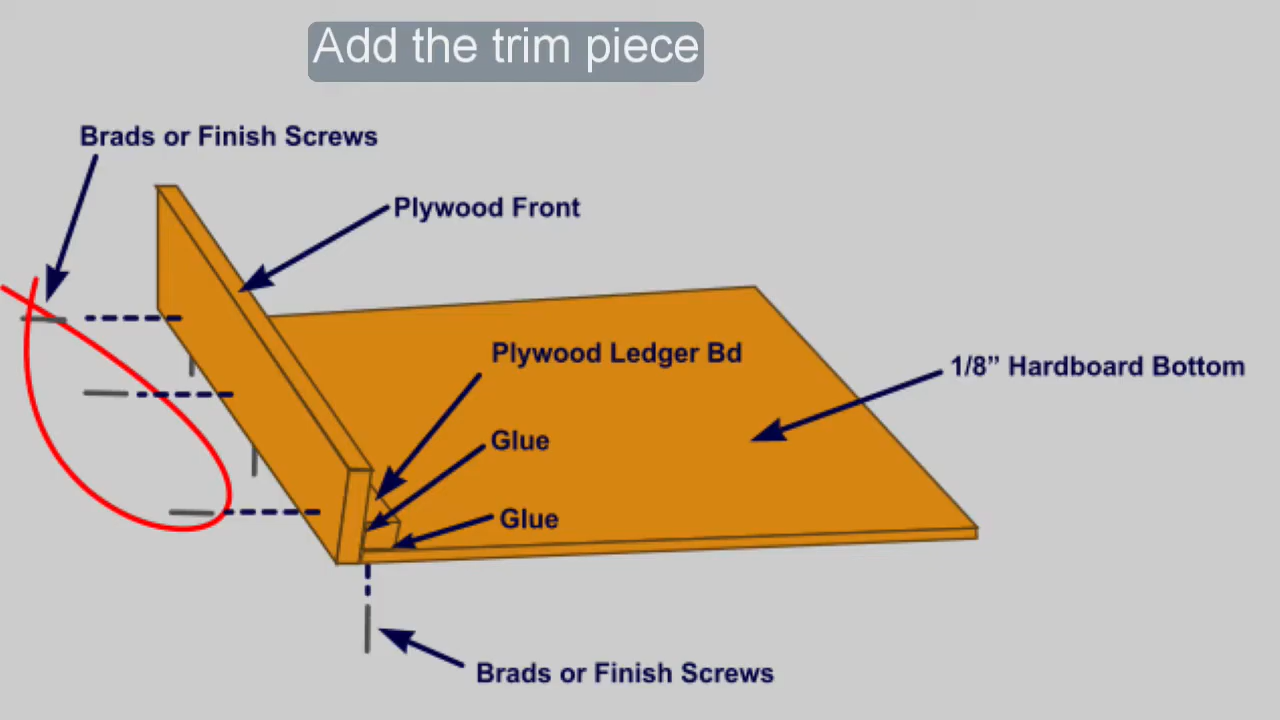 Add the trim piece
Brads or Finish Screws
Plywood Front
Plywood Ledger Bd
1/8” Hardboard Bottom
Glue
Glue
Brads or Finish Screws